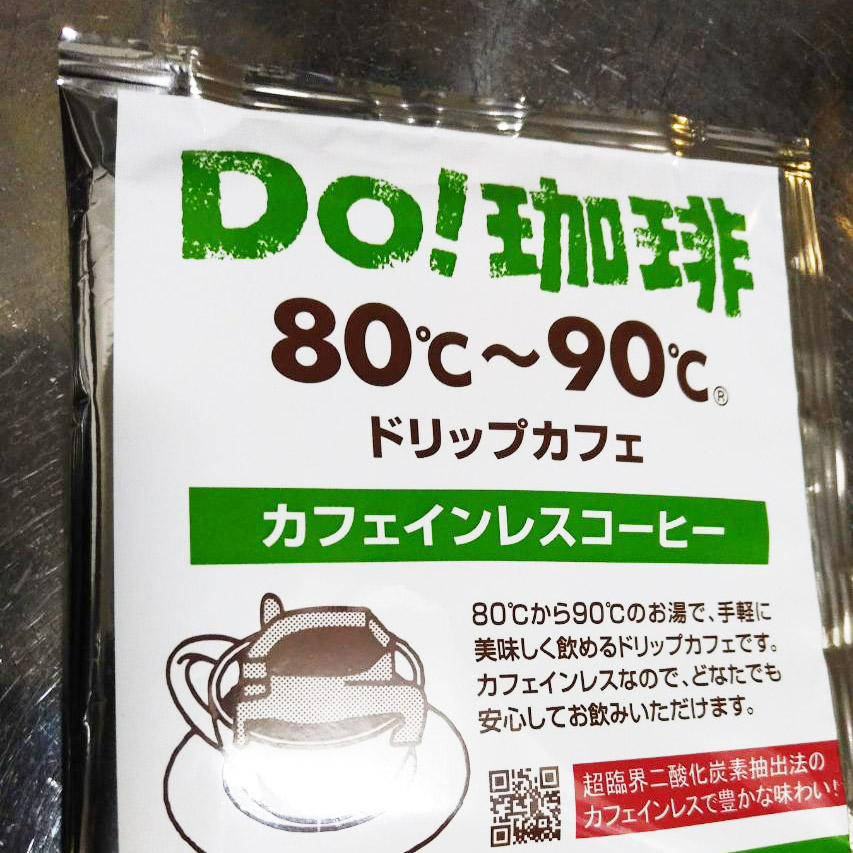 Do!珈琲
80℃～90℃®
ドリップカフェ
カフェインレスコーヒー
80℃から90℃のお湯で、手軽に
美味しく飲めるドリップカフェです。
カフェインレスなので、どなたでも
安心してお飲みいただけます。
超臨界二酸化炭素抽出法の
カフェインレスで豊かな味わい!